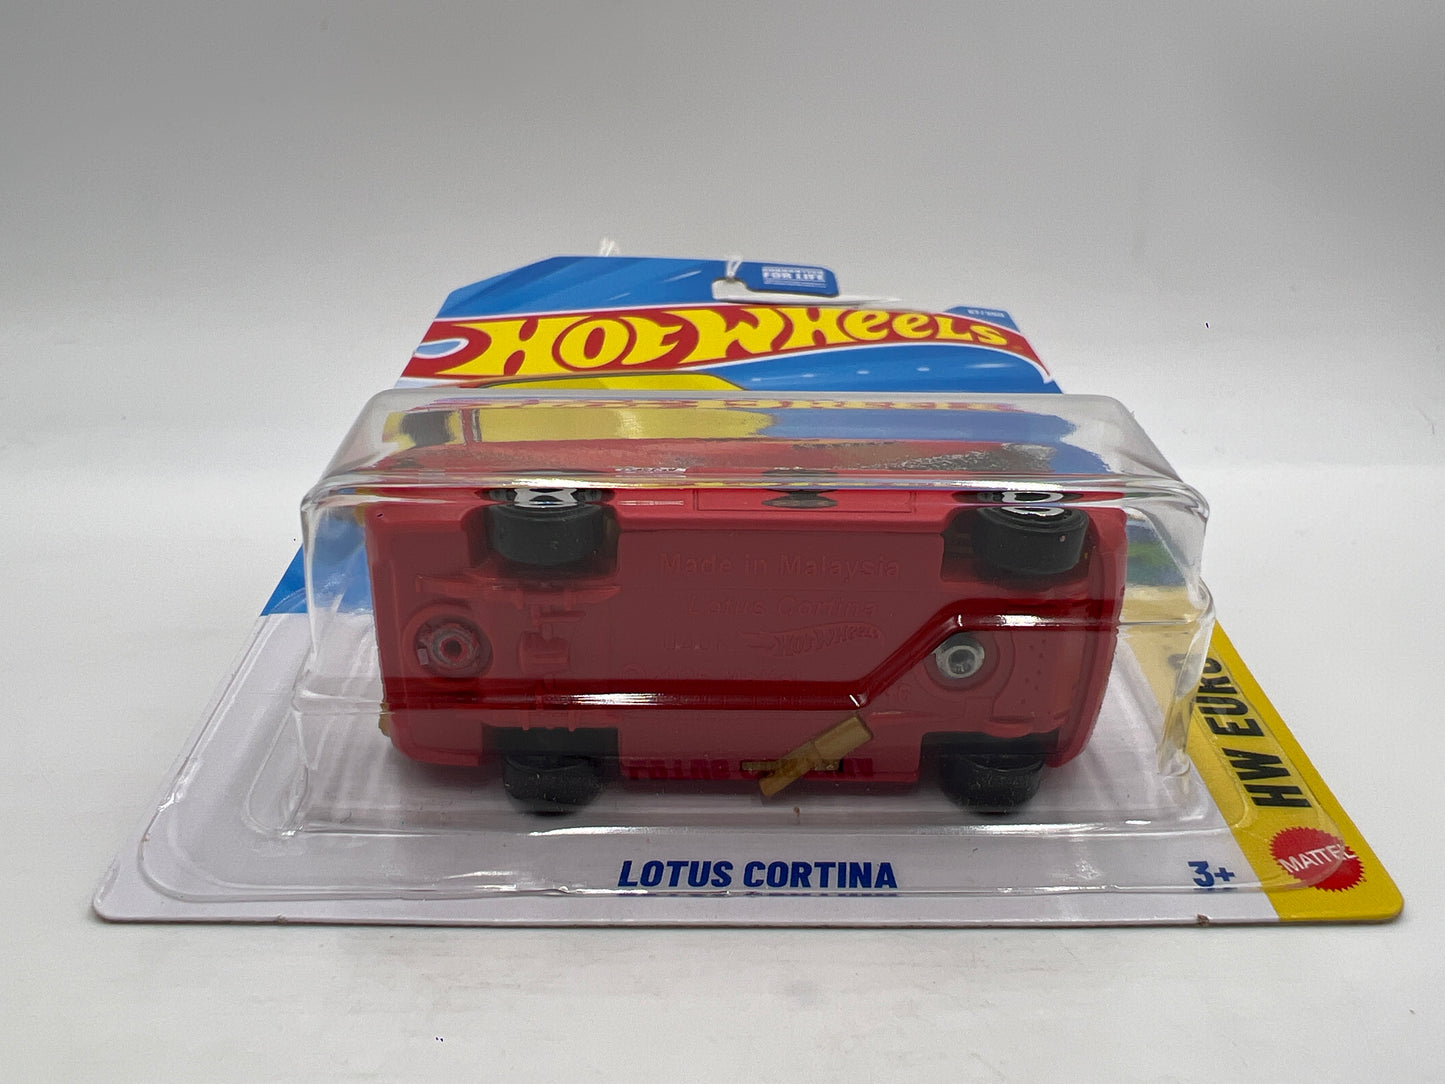 FOR LIFE
HOT WHEELS
Made in Malaysia
Lotus Cortina
HOT WHEELS
LOTUS CORTINA
3+
HW EURO
MATTEL